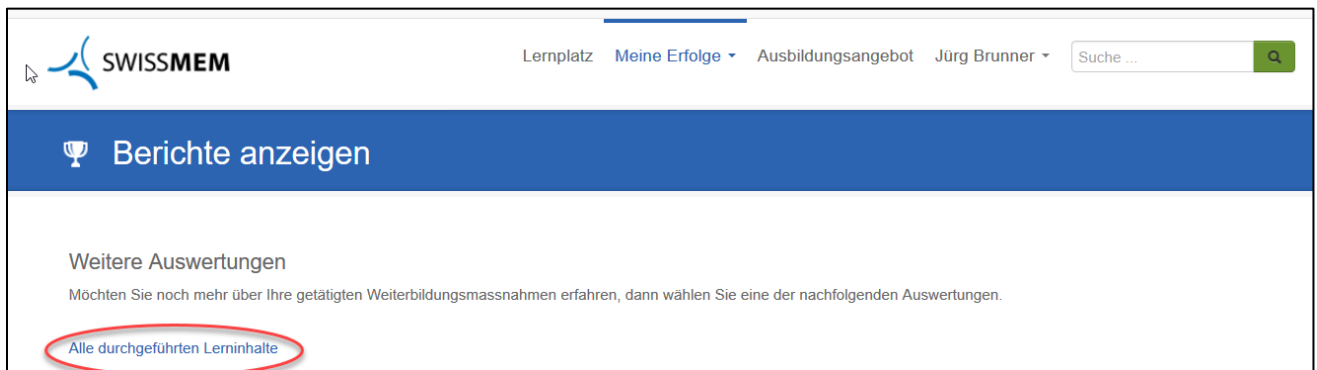 SWISSMEM
Lernplatz Meine Erfolge Ausbildungsangebot Jürg Brunner Suche ...
Berichte anzeigen
Weitere Auswertungen
Möchten Sie noch mehr über Ihre getätigten Weiterbildungsmassnahmen erfahren, dann wählen Sie eine der nachfolgenden Auswertungen.
Alle durchgeführten Lerninhalte